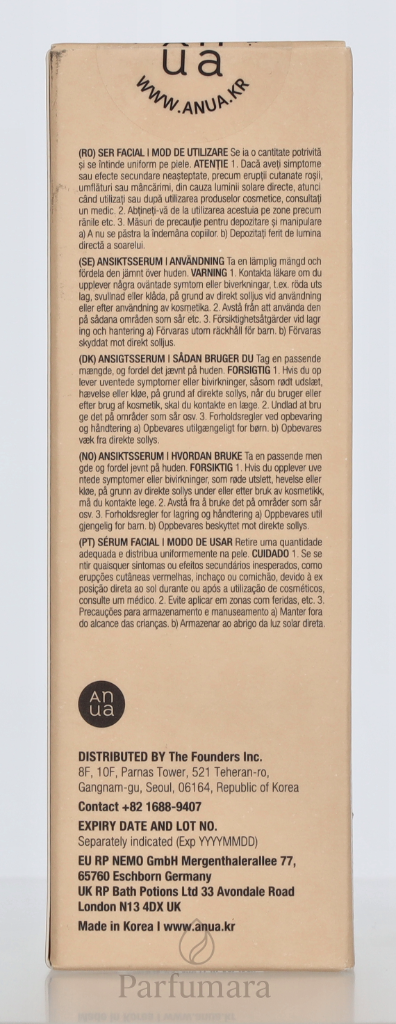 An
ua
WWW.ANUA.KR
(RO) SER FACIAL I MOD DE UTILIZARE Se ia o cantitate potrivită
și se întinde uniform pe piele. ATENȚIE 1. Dacă aveți simptome
sau efecte secundare neașteptate, precum erupții cutanate roșii,
umflături sau mâncărimi, din cauza luminii solare directe, atunci
când utilizați sau după utilizarea produselor cosmetice, consultați
un medic. 2. Abțineți-vă de la utilizarea acestuia pe zone precum
rănile etc. 3. Măsuri de precauție pentru depozitare și manipulare
a) A nu se păstra la îndemâna copiilor. b) Depozitați ferit de lumina
directă a soarelui.
(SE) ANSIKTSSERUM I ANVÄNDNING Ta en lämplig mängd och
fördela den jämnt över huden. VARNING 1. Kontakta läkare om du
upplever några oväntade symtom eller biverkningar, t.ex. röda uts
lag, svullnad eller klåda, på grund av direkt solljus vid användning
eller efter användning av kosmetika. 2. Avstå från att använda den
på sådana områden som sår etc. 3. Försiktighetsåtgärder vid lagr
ing och hantering a) Förvaras utom räckhåll för barn. b) Förvaras
skyddat mot direkt solljus.
(DK) ANSIGTSSERUM I SÅDAN BRUGER DU Tag en passende
mængde, og fordel det jævnt på huden. FORSIGTIG 1. Hvis du op
lever uventede symptomer eller bivirkninger, såsom rødt udslæt,
hævelse eller kløe, på grund af direkte sollys, når du bruger eller
efter brug af kosmetik, skal du kontakte en læge. 2. Undlad at bru
ge det på områder som sår osv. 3. Forholdsregler ved opbevaring
og håndtering a) Opbevares utilgængeligt for børn. b) Opbevares
væk fra direkte sollys.
(NO) ANSIKTSSERUM I HVORDAN BRUKE Ta en passende men
gde og fordel jevnt på huden. FORSIKTIG 1. Hvis du opplever uve
ntede symptomer eller bivirkninger, som røde utslett, hevelse eller
kløe, på grunn av direkte sollys under eller etter bruk av kosmetikk,
må du kontakte lege. 2. Avstå fra å bruke det på områder som sår
osv. 3. Forholdsregler for lagring og håndtering a) Oppbevares util
gjengelig for barn. b) Oppbevares beskyttet mot direkte sollys.
(PT) SÉRUM FACIAL I MODO DE USAR Retire uma quantidade
adequada e distribua uniformemente na pele. CUIDADO 1. Se se
ntir quaisquer sintomas ou efeitos secundários inesperados, como
erupções cutâneas vermelhas, inchaço ou comichão, devido à ex
posição direta ao sol durante ou após a utilização de cosméticos,
consulte um médico. 2. Evite aplicar em zonas com feridas, etc. 3.
Precauções para armazenamento e manuseamento a) Manter fora
do alcance das crianças. b) Armazenar ao abrigo da luz solar direta.
An
ua
DISTRIBUTED BY The Founders Inc.
8F, 10F, Parnas Tower, 521 Teheran-ro,
Gangnam-gu, Seoul, 06164, Republic of Korea
Contact +82 1688-9407
EXPIRY DATE AND LOT NO.
Separately indicated (Exp YYYYMMDD)
EU RP NEMO GmbH Mergenthalerallee 77,
65760 Eschborn Germany
UK RP Bath Potions Ltd 33 Avondale Road
London N13 4DX UK
Made in Korea I www.anua.kr
Parfumara